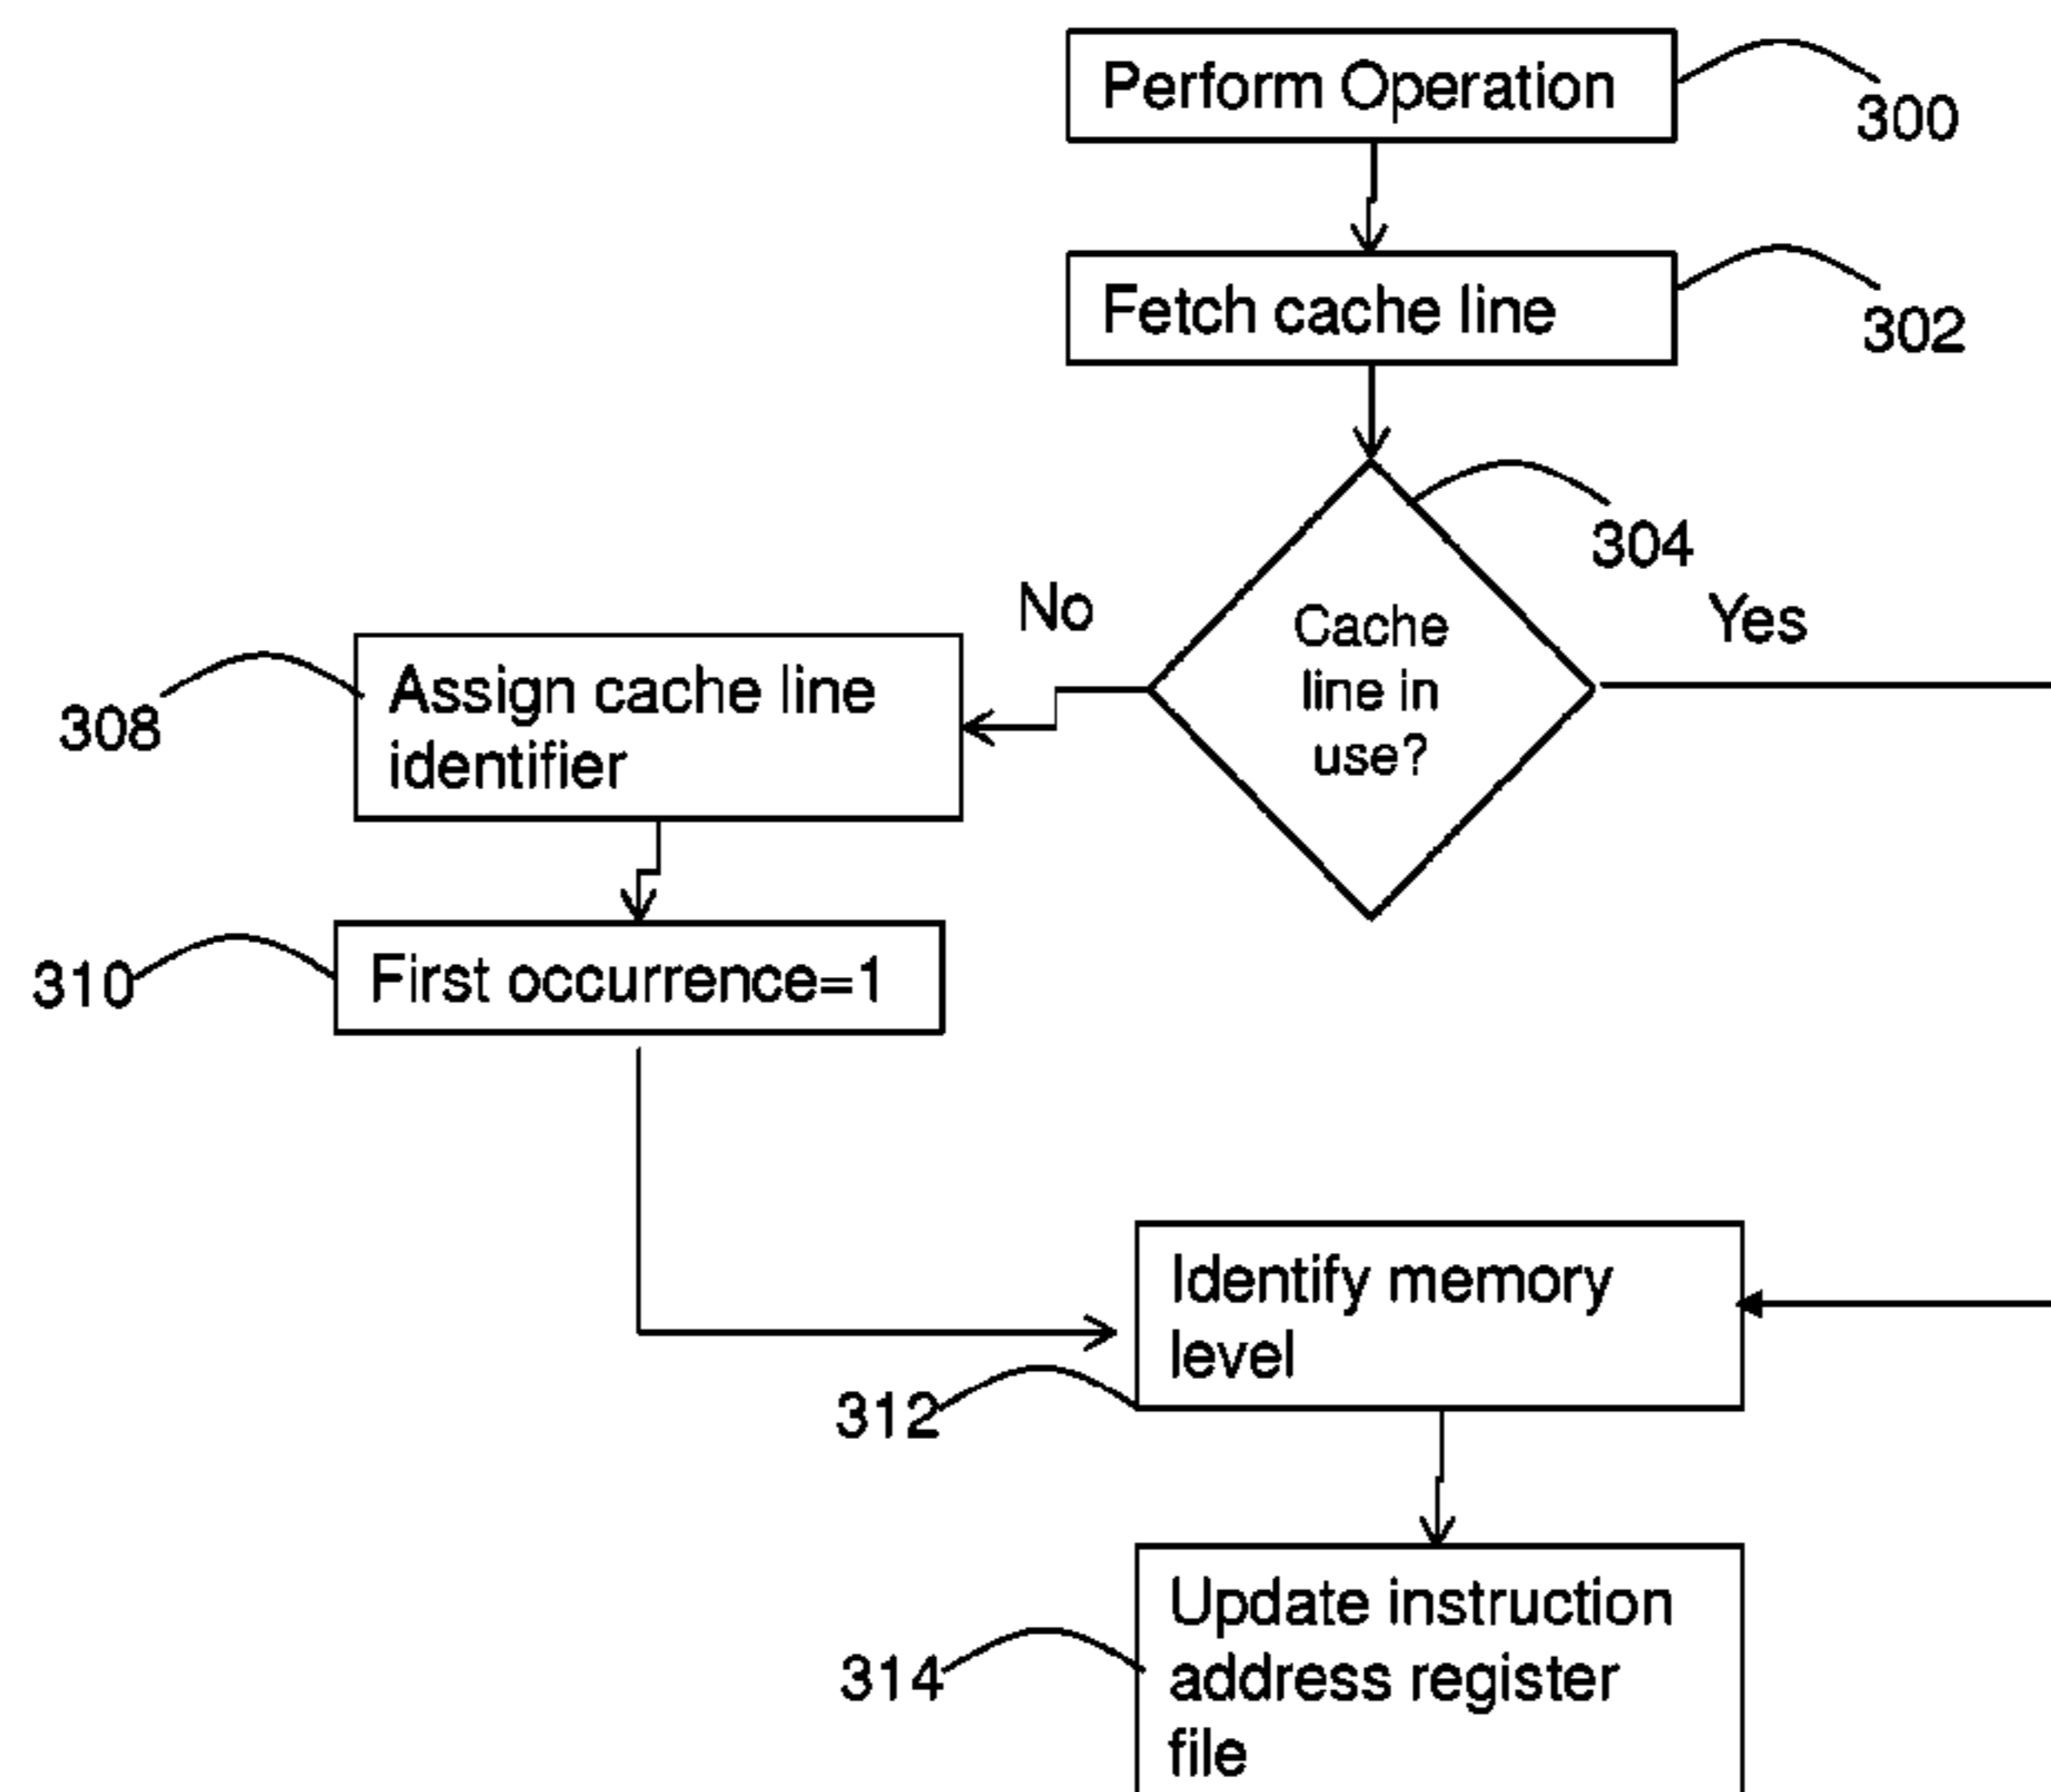 Perform Operation
300
Fetch cache line
302
304
No
Yes
Cache
line in
use?
308
Assign cache line
identifier
310
First occurrence=1
Identify memory
level
312
Update instruction
address register
file
314